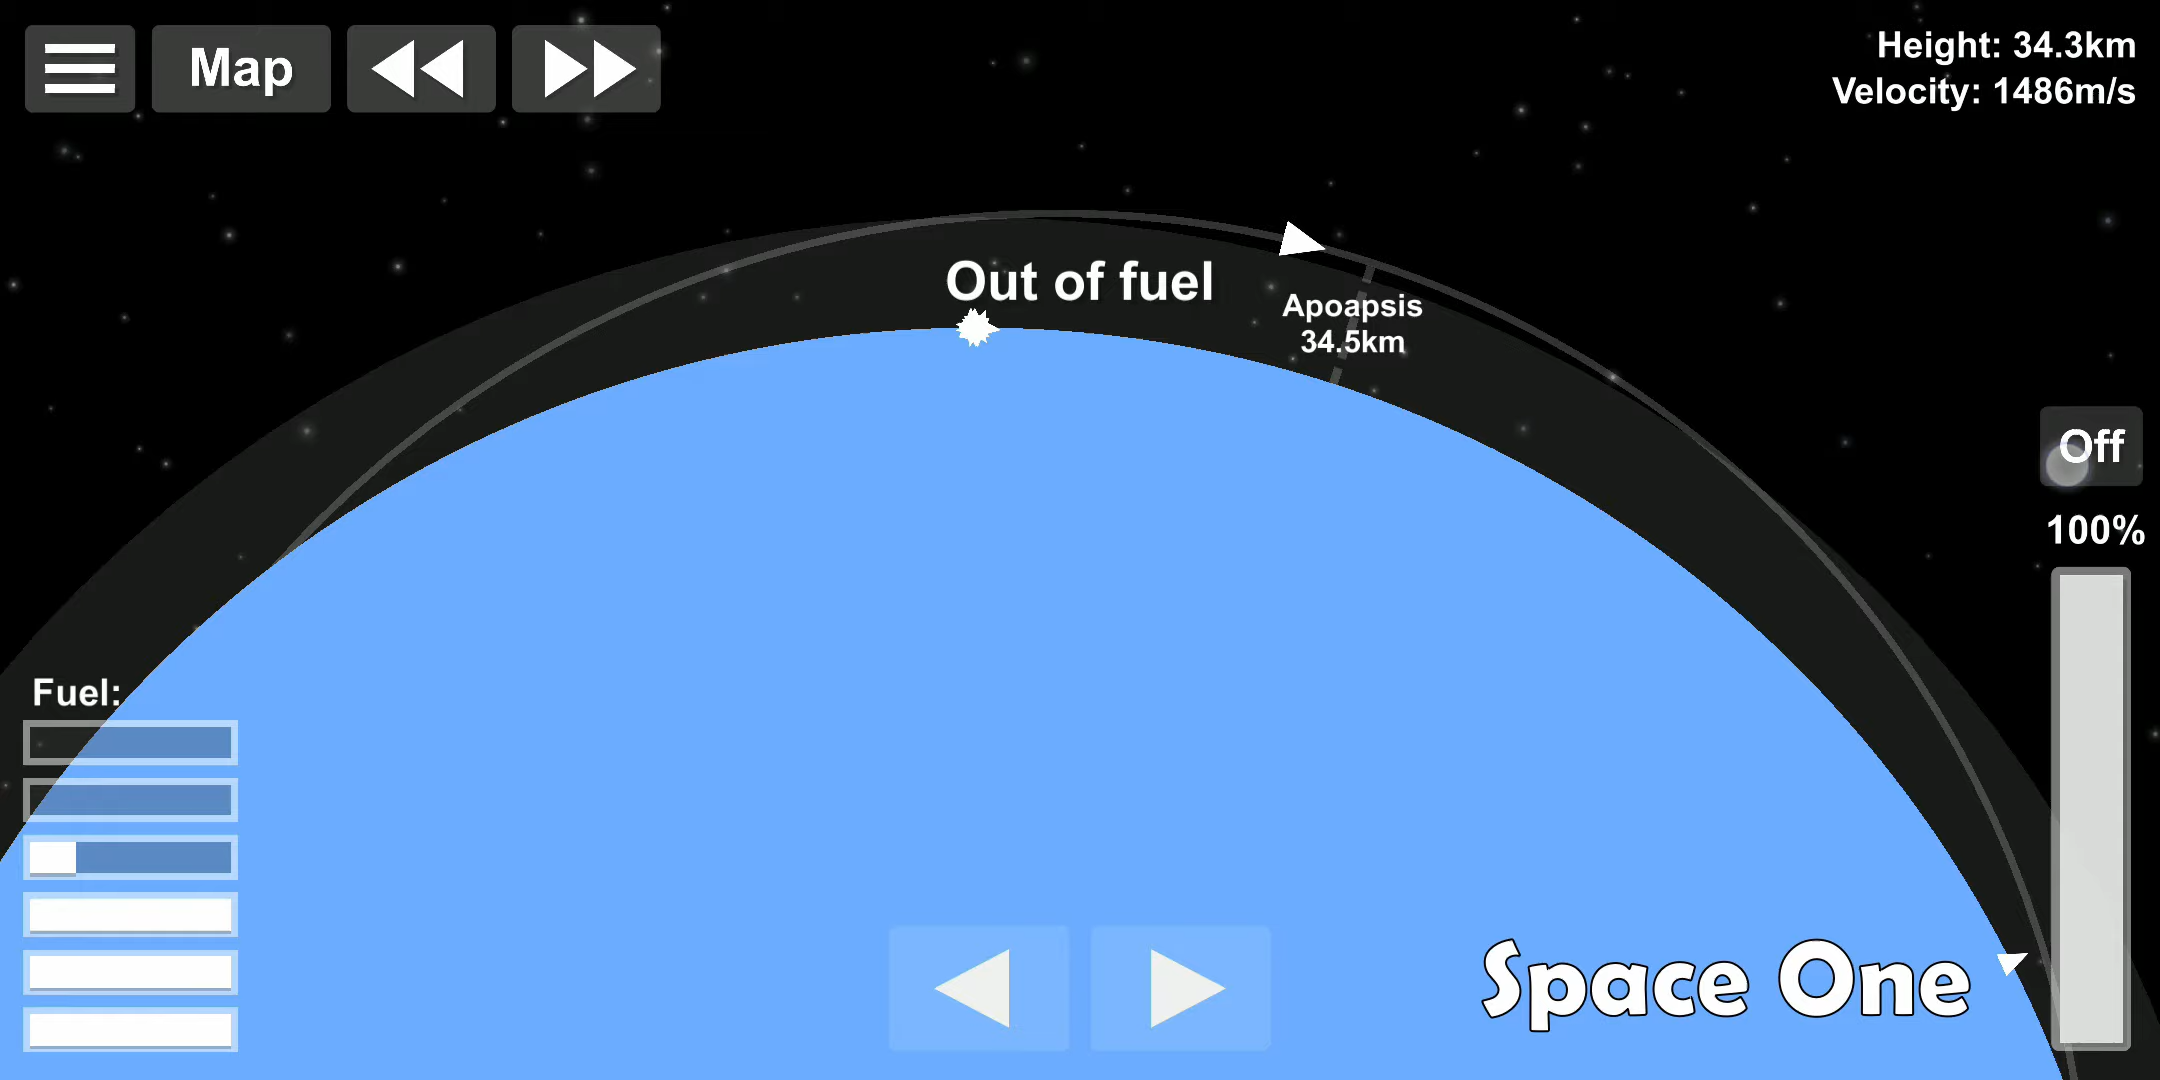 Map
Height: 34.3km
Velocity: 1486m/s
Out of fuel
Apoapsis
34.5km
Off
100%
Fuel:
Space One